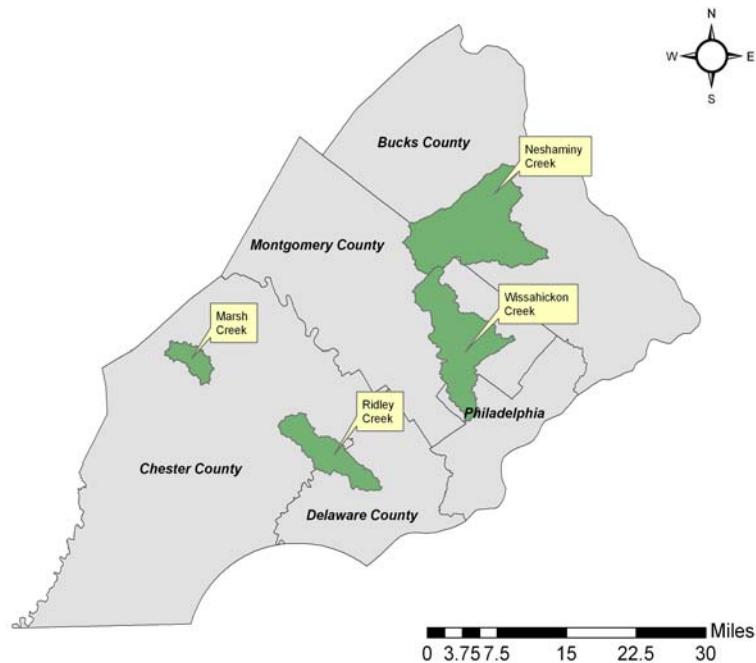 N
W E
S
Bucks County
Neshaminy
Creek
Montgomery County
Wissahickon
Creek
Marsh
Creek
Ridley
Creek
Philadelphia
Chester County
Delaware County
Miles
0 3.75 7.5 15 22.5 30